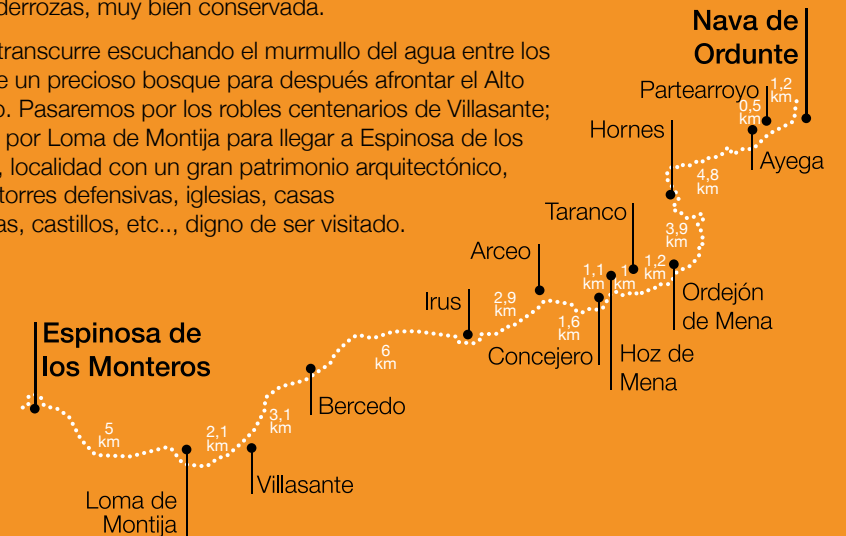 derrozas, muy bien conservada.
transcurre escuchando el murmullo del agua entre los
e un precioso bosque para después afrontar el Alto
o. Pasaremos por los robles centenarios de Villasante;
por Loma de Montija para llegar a Espinosa de los
, localidad con un gran patrimonio arquitectónico,
torres defensivas, iglesias, casas
as, castillos, etc.., digno de ser visitado.
Nava de
Ordunte
1,2
km
Partearroyo
0,5
km
Ayega
Hornes
4,8
km
Taranco
3,9
km
Arceo
1,2
km
1
km
1,1
km
Ordejón
de Mena
Irus
2,9
km
1,6
km
Concejero
Hoz de
Mena
Espinosa de
los Monteros
6
km
Bercedo
3,1
km
2,1
km
5
km
Villasante
Loma de
Montija